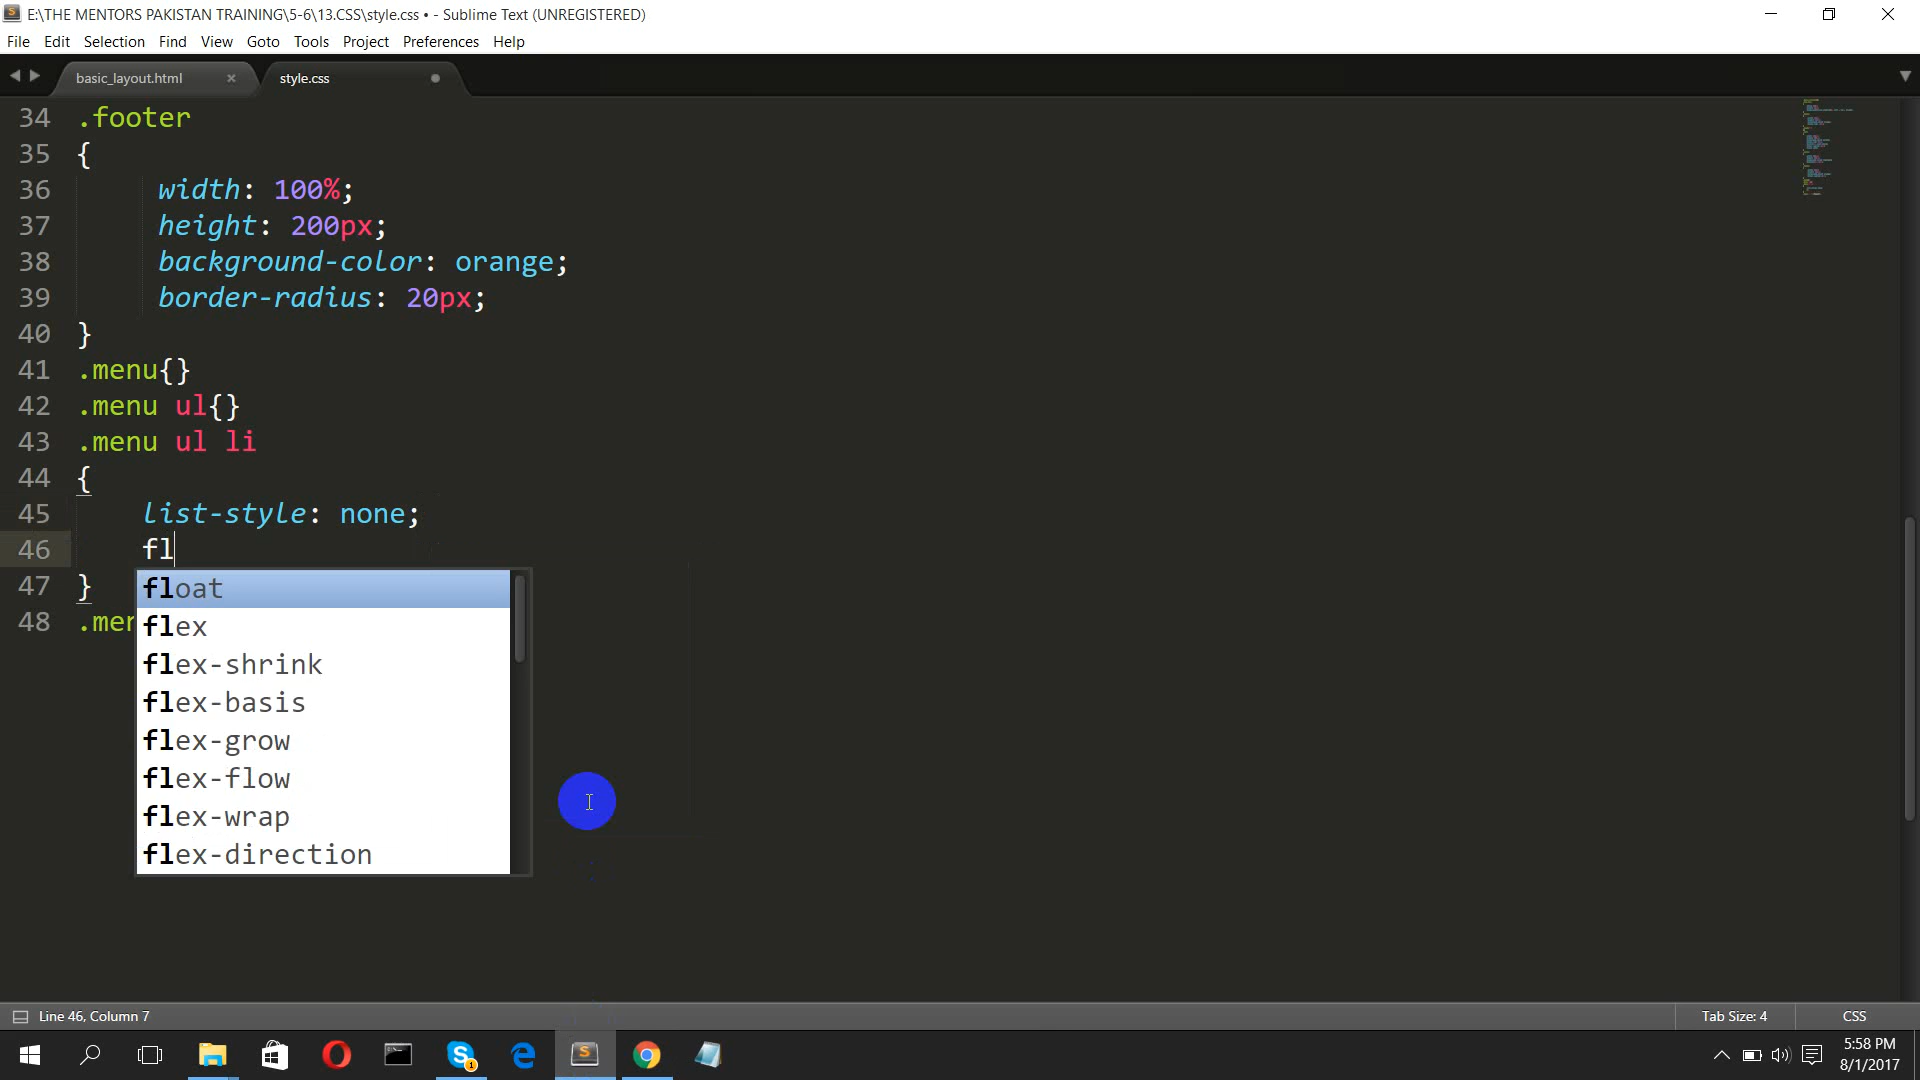 E:\THE MENTORS PAKISTAN TRAINING\5-6\13.CSS\style.css • - Sublime Text (UNREGISTERED)
File Edit Selection Find View Goto Tools Project Preferences Help
basic_layout.html × style.css
34 .footer
35 {
36 width: 100%;
37 height: 200px;
38 background-color: orange;
39 border-radius: 20px;
40 }
41 .menu{}
42 .menu ul{}
43 .menu ul li
44 {
45 list-style: none;
46 fl
47 }
float
flex
48 .men
flex-shrink
flex-basis
flex-grow
flex-flow
flex-wrap
flex-direction
Line 46, Column 7 Tab Size: 4 CSS
5:58 PM
8/1/2017